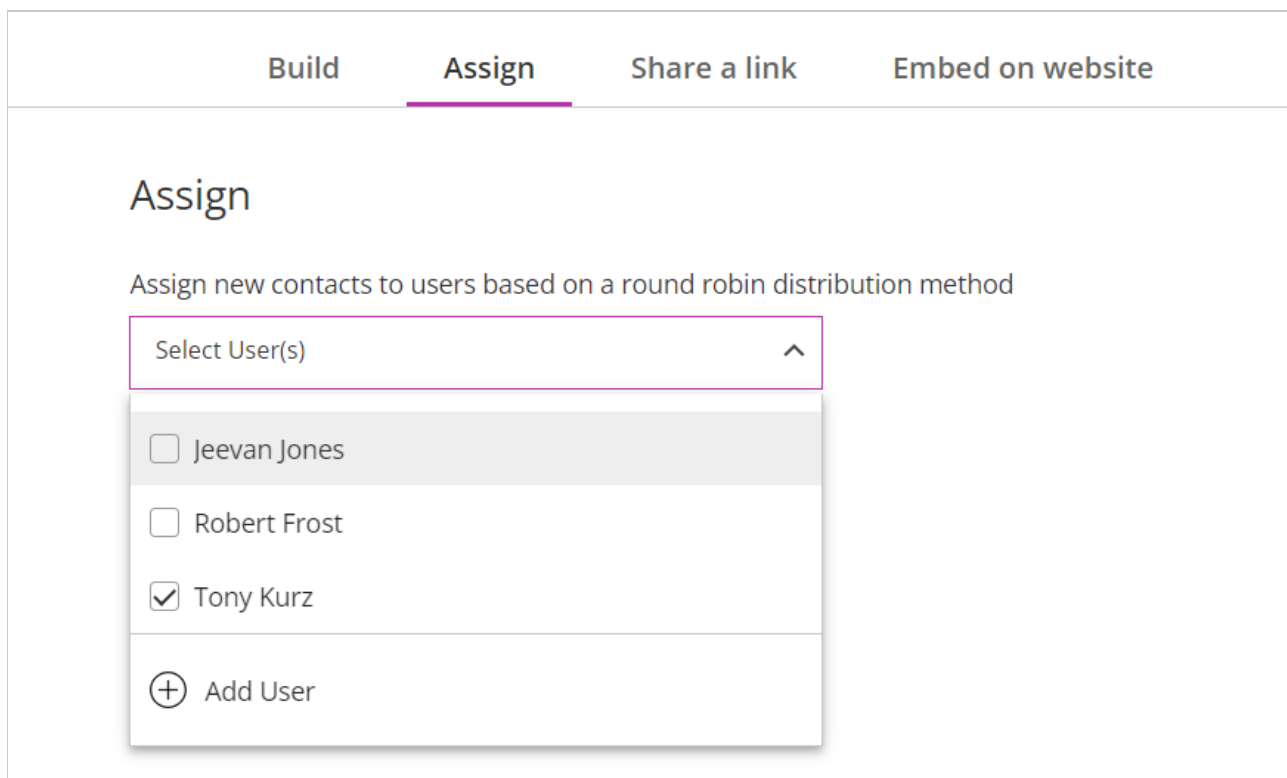 Build Assign Share a link Embed on website
Assign
Assign new contacts to users based on a round robin distribution method
Select User(s)
Jeevan Jones
Robert Frost
Tony Kurz
Add User